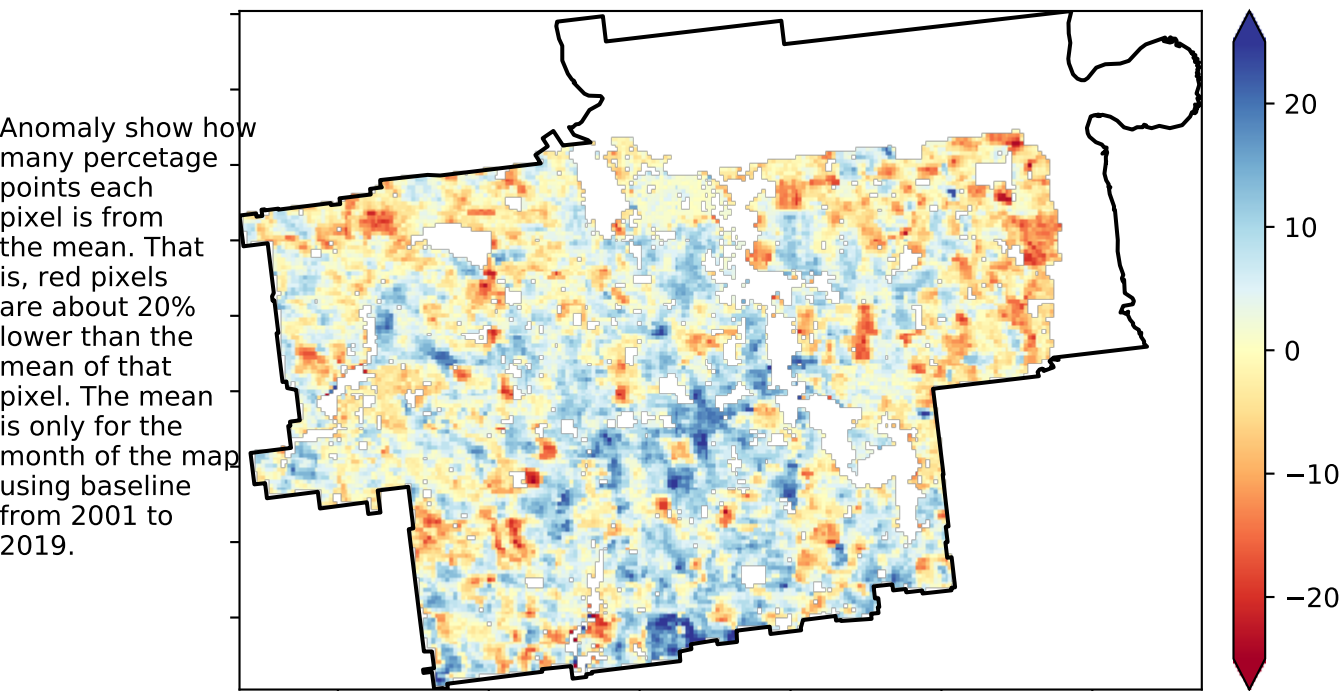 Anomaly show how
many percetage
points each
pixel is from
the mean. That
is, red pixels
are about 20%
lower than the
mean of that
pixel. The mean
is only for the
month of the map
using baseline
from 2001 to
2019.
20
10
0
−10
−20